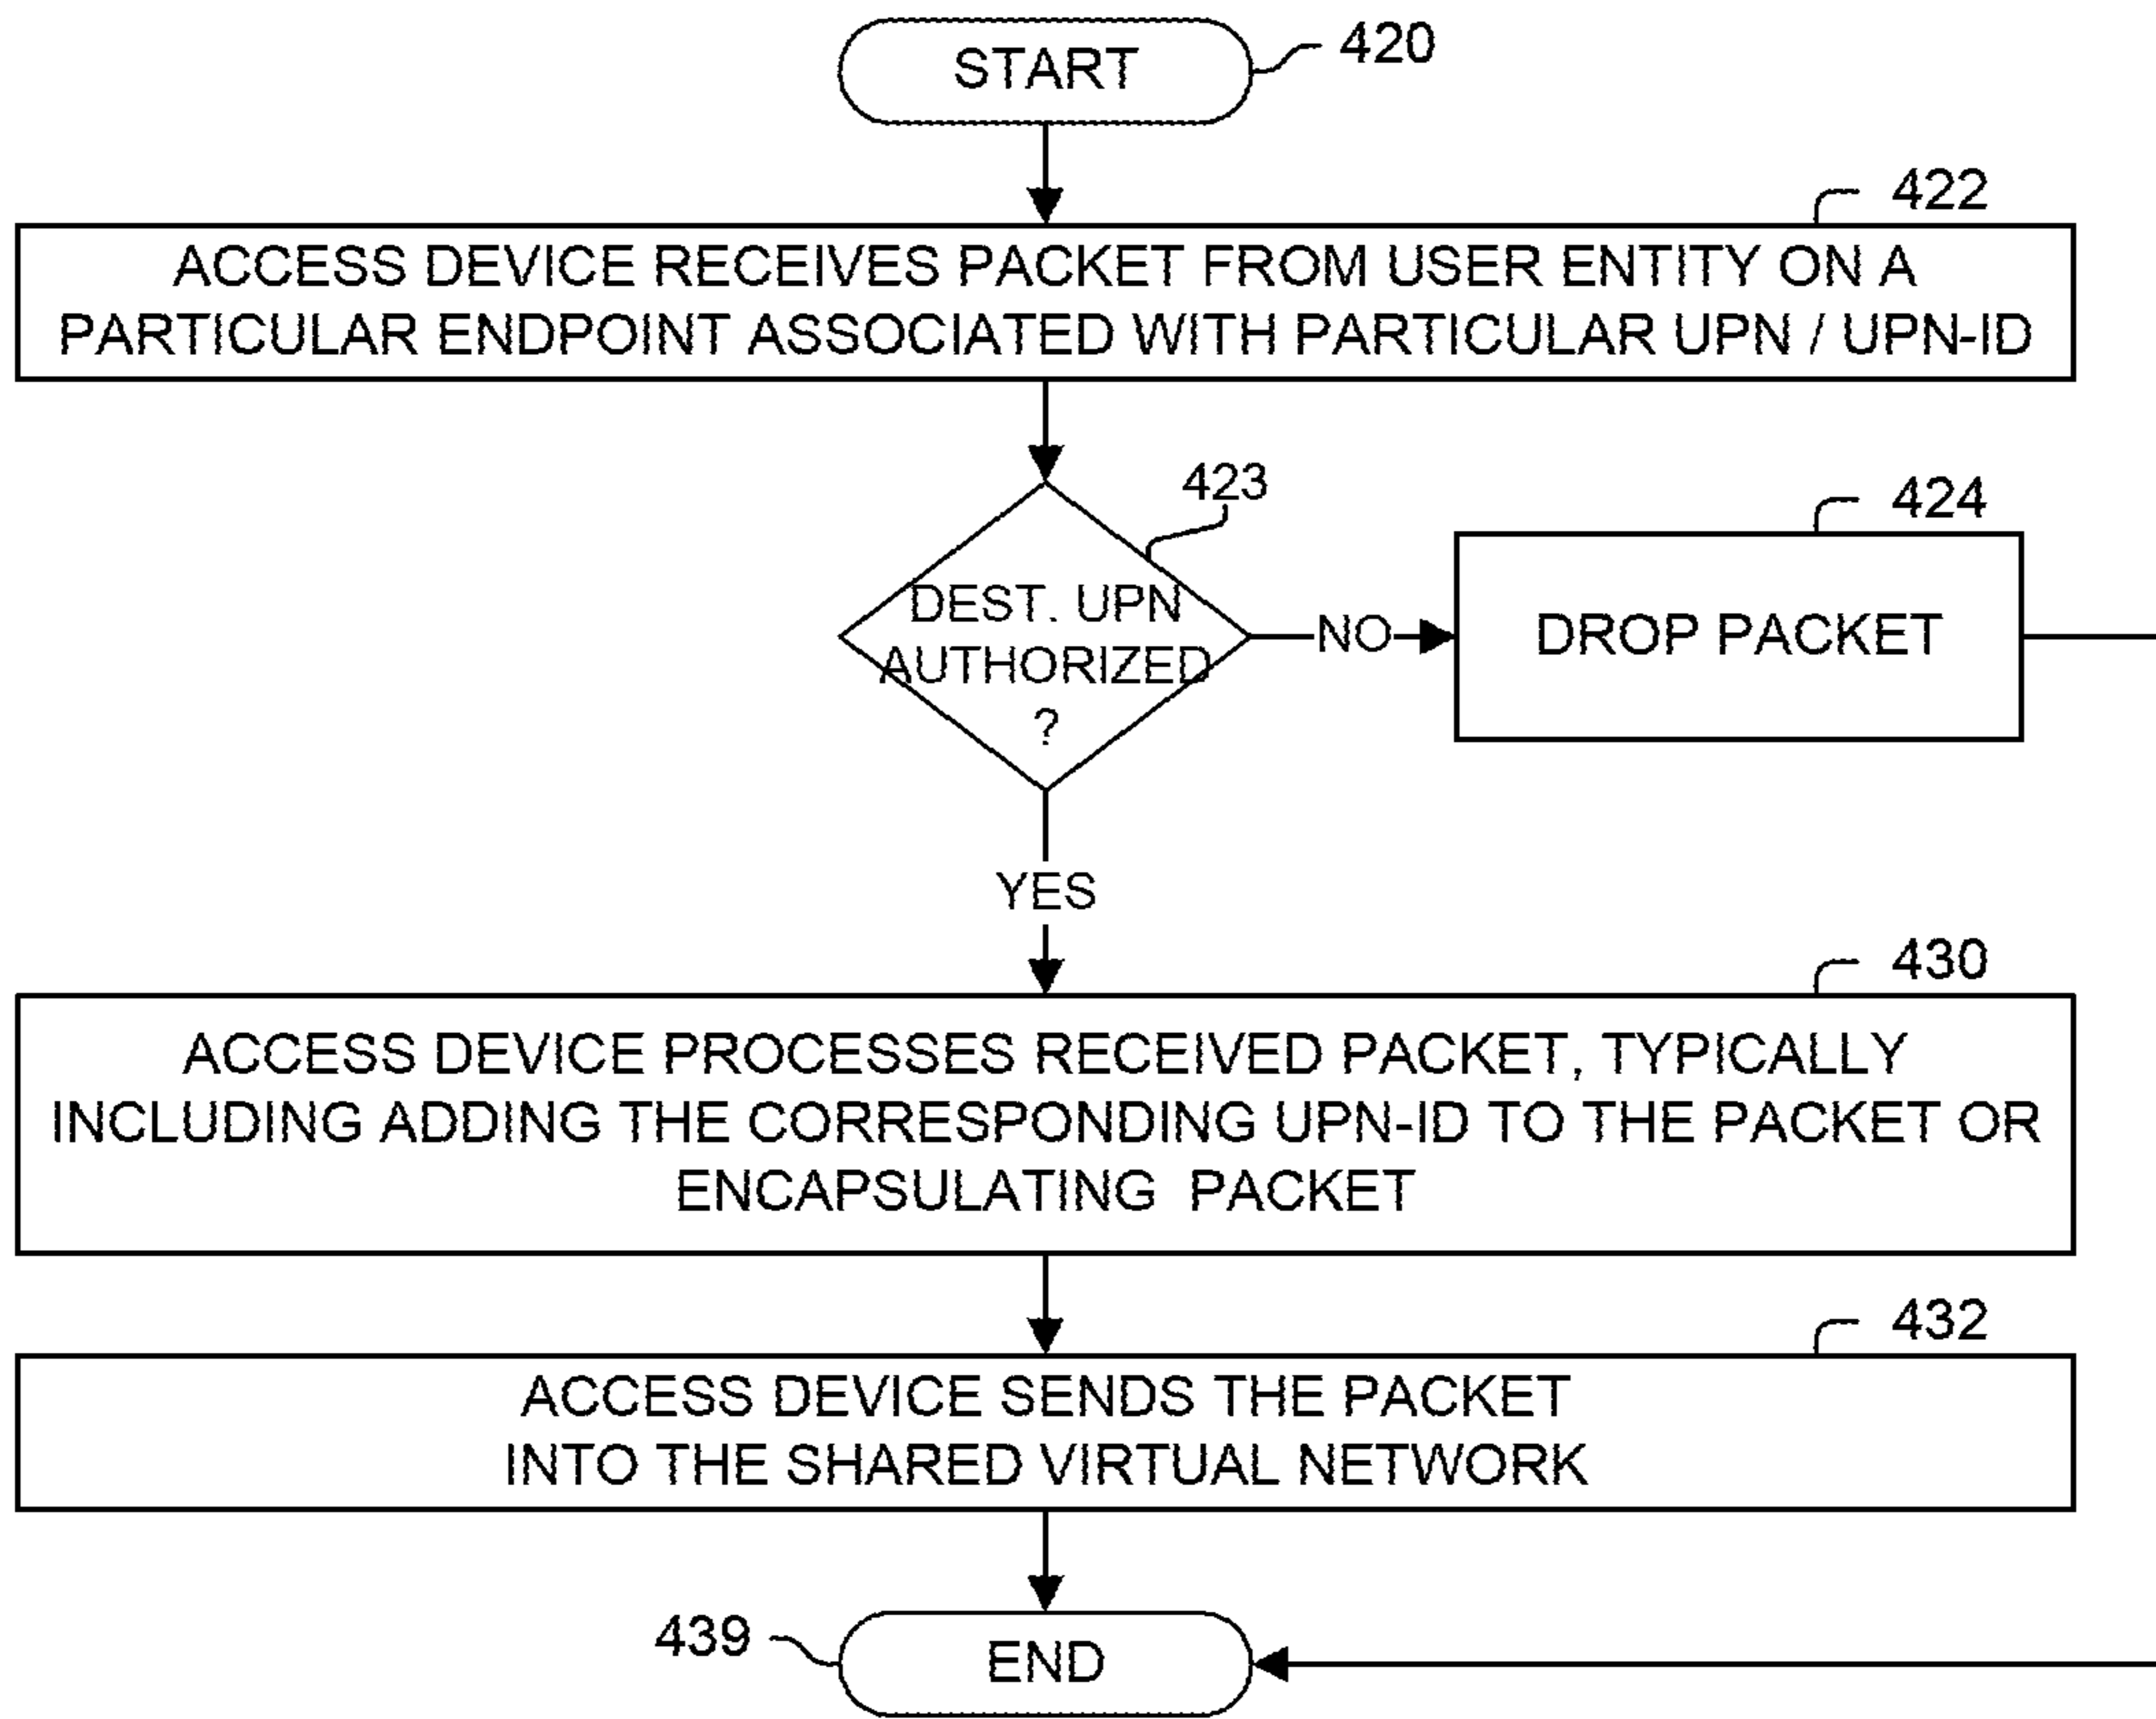 START
420
422
ACCESS DEVICE RECEIVES PACKET FROM USER ENTITY ON A
PARTICULAR ENDPOINT ASSOCIATED WITH PARTICULAR UPN / UPN-ID
423
DEST. UPN
AUTHORIZED
?
NO
424
DROP PACKET
YES
430
ACCESS DEVICE PROCESSES RECEIVED PACKET, TYPICALLY
INCLUDING ADDING THE CORRESPONDING UPN-ID TO THE PACKET OR
ENCAPSULATING PACKET
432
ACCESS DEVICE SENDS THE PACKET
INTO THE SHARED VIRTUAL NETWORK
439
END